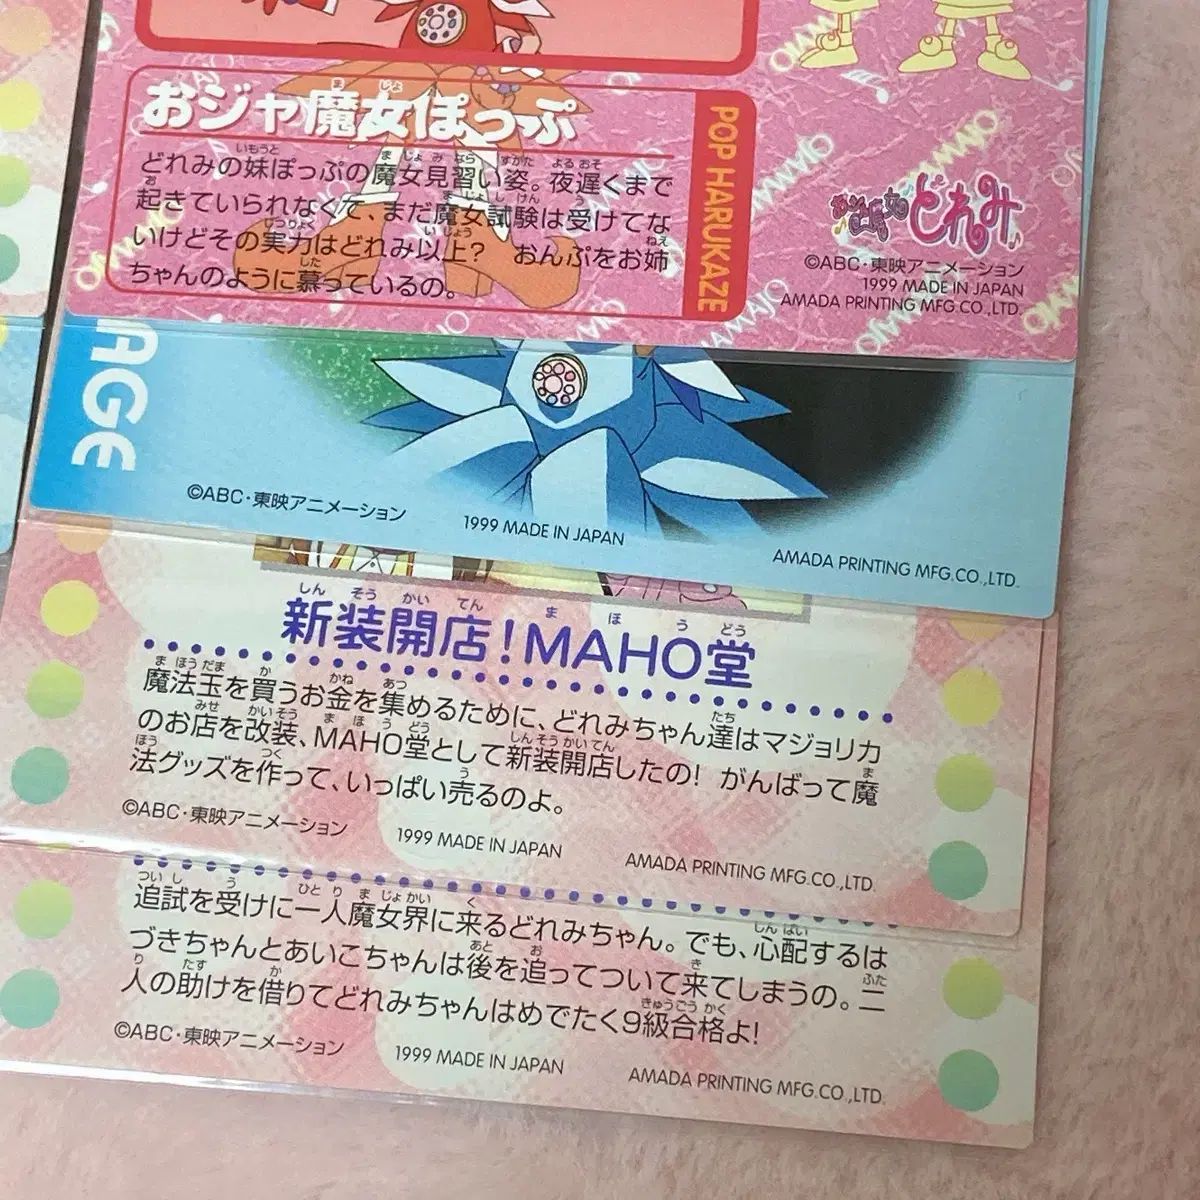 おジャ魔女ぽっぷ
どれみの妹ぽっぷの魔女見習い姿。夜遅くまで
起きていられなくて、まだ魔女試験は受けてな
いけどその実力はどれみ以上？　おんぷをお姉
ちゃんのように慕っているの。
POP HARUKAZE
おジャ魔女どれみ
©ABC・東映アニメーション
1999 MADE IN JAPAN
AMADA PRINTING MFG.CO.,LTD.
AGE
©ABC・東映アニメーション
1999 MADE IN JAPAN
AMADA PRINTING MFG.CO.,LTD.
新装開店！MAHO堂
魔法玉を買うお金を集めるために、どれみちゃん達はマジョリカ
のお店を改装、MAHO堂として新装開店したの！ がんばって魔
法グッズを作って、いっぱい売るのよ。
©ABC・東映アニメーション
1999 MADE IN JAPAN
AMADA PRINTING MFG.CO.,LTD.
追試を受けに一人魔女界に来るどれみちゃん。でも、心配するは
づきちゃんとあいこちゃんは後を追ってついて来てしまうの。二
人の助けを借りてどれみちゃんはめでたく9級合格よ！
©ABC・東映アニメーション
1999 MADE IN JAPAN
AMADA PRINTING MFG.CO.,LTD.